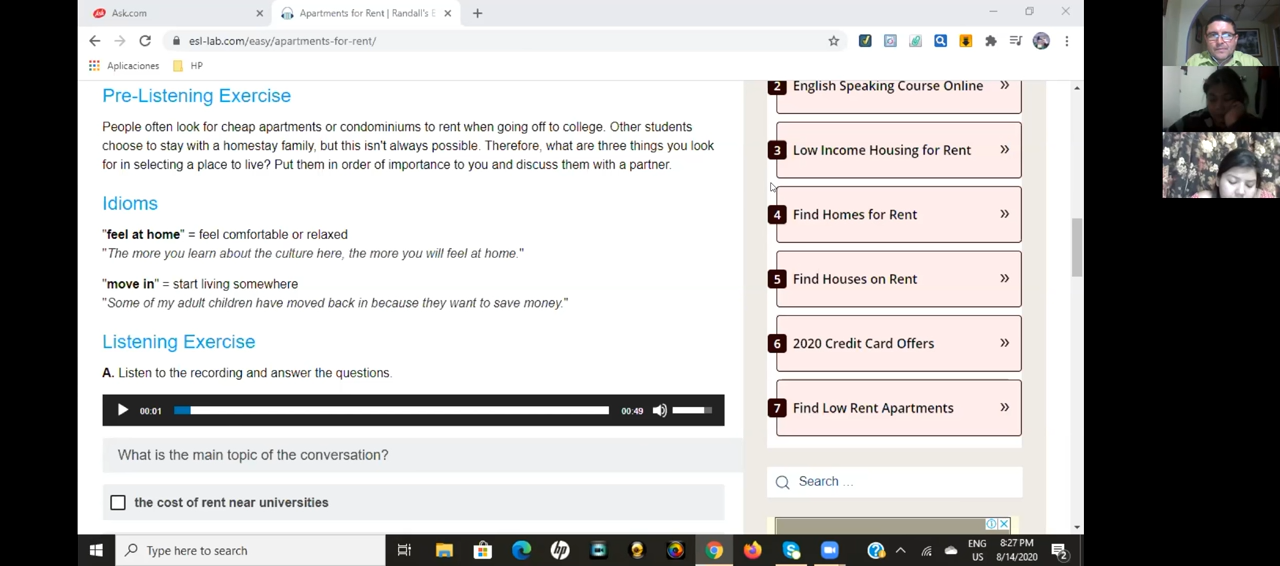 Ask.com
Apartments for Rent | Randall's E
esl-lab.com/easy/apartments-for-rent/
Aplicaciones
HP
Pre-Listening Exercise
People often look for cheap apartments or condominiums to rent when going off to college. Other students
choose to stay with a homestay family, but this isn't always possible. Therefore, what are three things you look
for in selecting a place to live? Put them in order of importance to you and discuss them with a partner.
Idioms
"feel at home" = feel comfortable or relaxed
"The more you learn about the culture here, the more you will feel at home."
"move in" = start living somewhere
"Some of my adult children have moved back in because they want to save money."
Listening Exercise
A. Listen to the recording and answer the questions.
00:01
00:49
What is the main topic of the conversation?
the cost of rent near universities
2 English Speaking Course Online »
3 Low Income Housing for Rent »
4 Find Homes for Rent »
5 Find Houses on Rent »
6 2020 Credit Card Offers »
7 Find Low Rent Apartments »
Search ...
Type here to search
hp
ENG
US
8:27 PM
8/14/2020
2